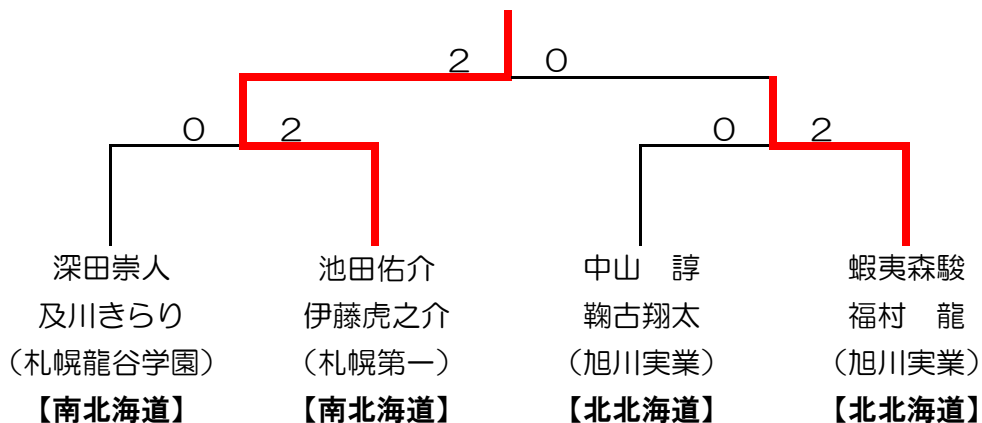 ２　０
０　２　０　２
深田崇人　池田佑介　中山　諄　蝦夷森駿
及川きらり　伊藤虎之介　鞠古翔太　福村　龍
（札幌龍谷学園）　（札幌第一）　（旭川実業）　（旭川実業）
【南北海道】　【南北海道】　【北北海道】　【北北海道】